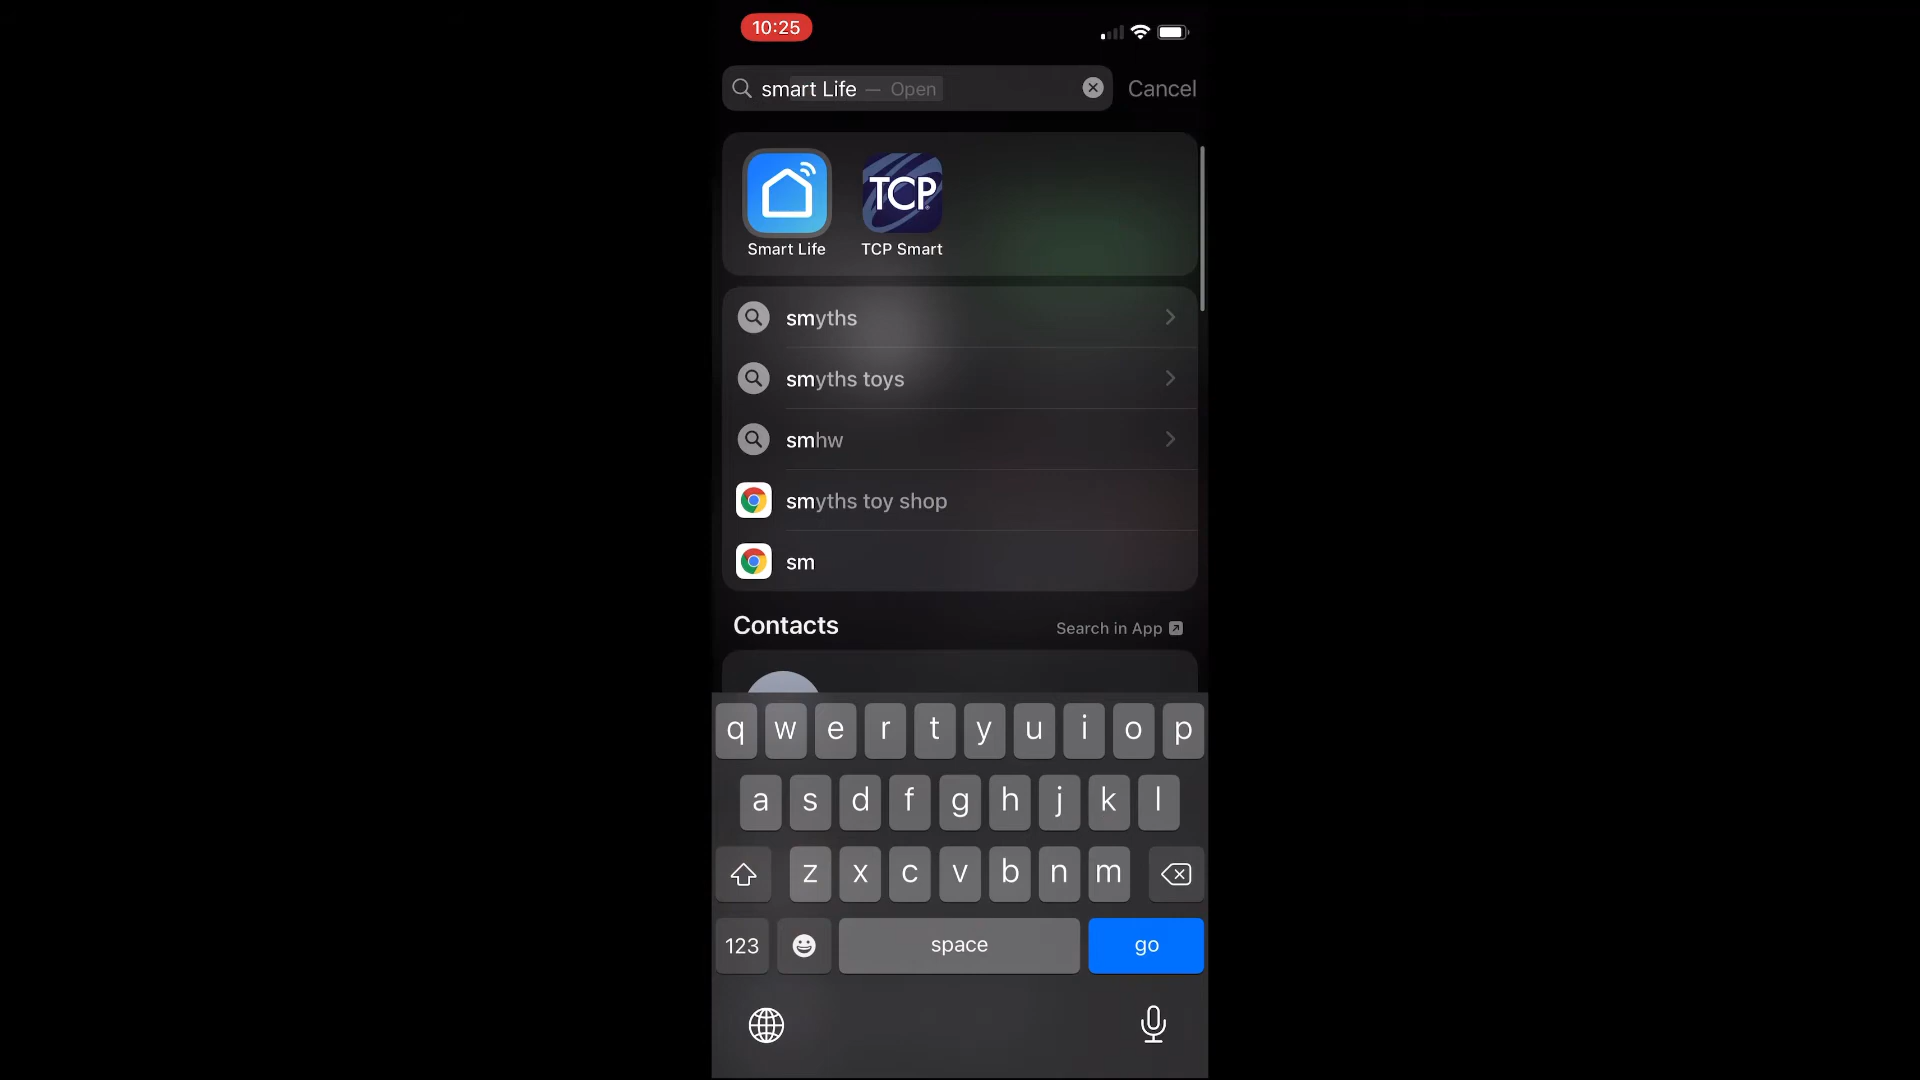 10:25
smart Life — Open
Cancel
TCP
Smart Life
TCP Smart
smyths
smyths toys
smhw
smyths toy shop
sm
Contacts
Search in App
q w e r t y u i o p
a s d f g h j k l
z x c v b n m
123
space
go